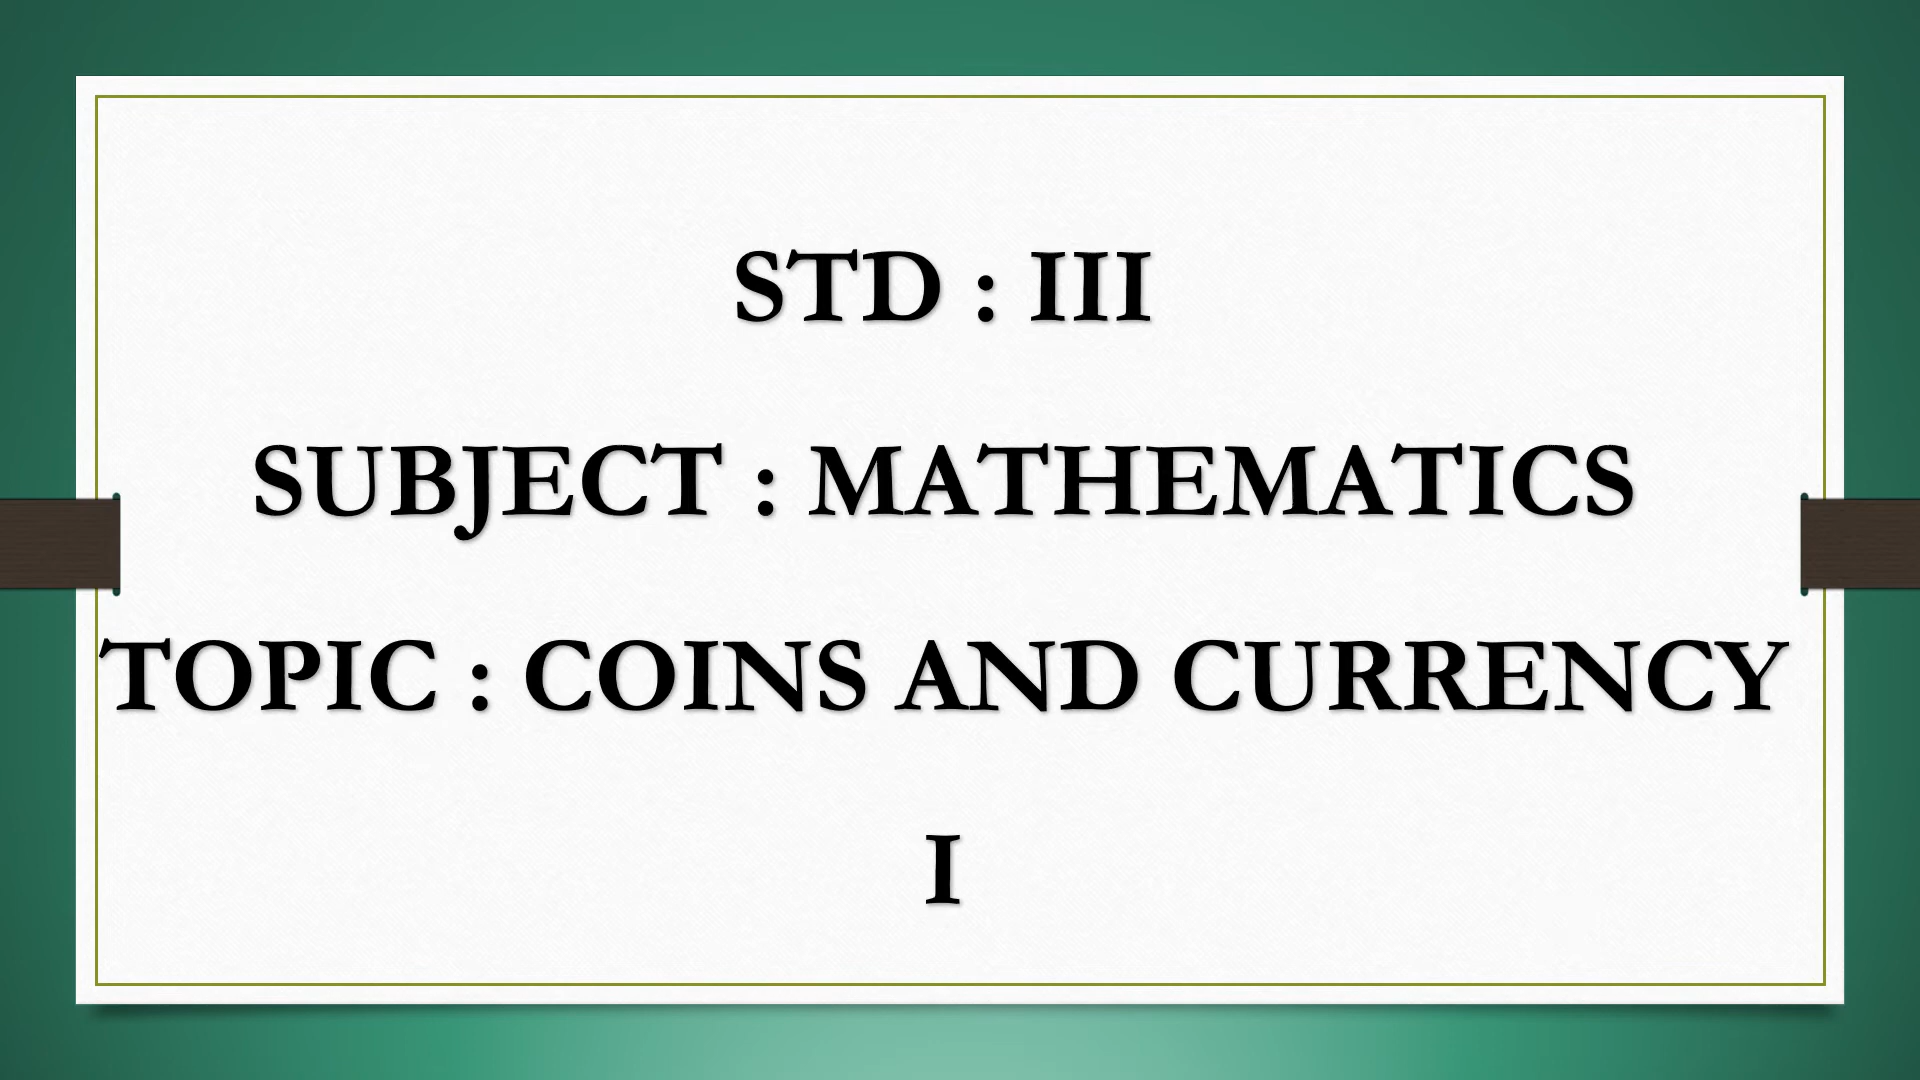 STD : III
SUBJECT : MATHEMATICS
TOPIC : COINS AND CURRENCY
I